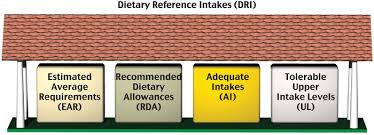 Dietary Reference Intakes (DRI)
Estimated
Average
Requirements
(EAR)
Recommended
Dietary
Allowances
(RDA)
Adequate
Intakes
(AI)
Tolerable
Upper
Intake Levels
(UL)